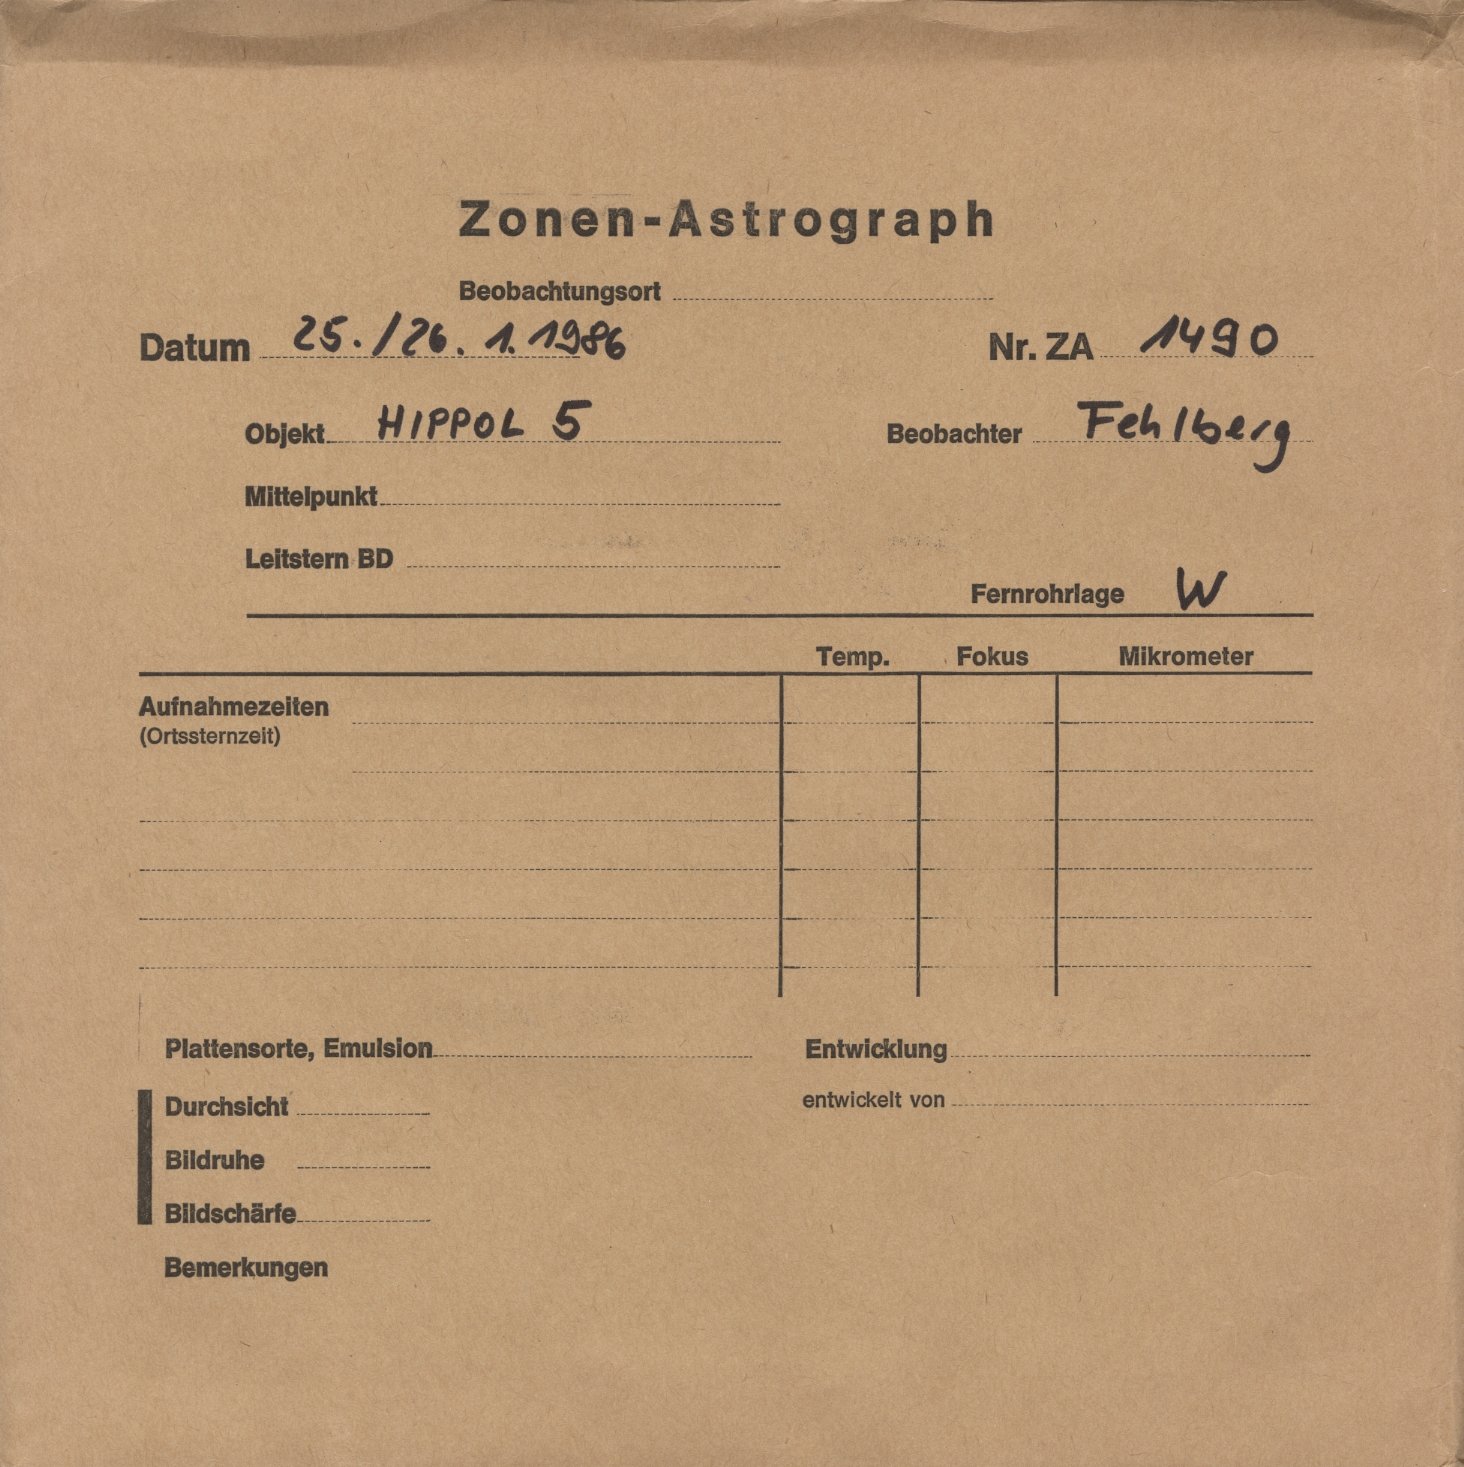 Zonen-Astrograph
Beobachtungsort
Datum 25./26. 1. 1986 Nr. ZA 1490
Objekt HIPPOL 5 Beobachter Fehlberg
Mittelpunkt
Leitstern BD
Fernrohrlage W
Temp. Fokus Mikrometer
Aufnahmezeiten
(Ortssternzeit)
Plattensorte, Emulsion Entwicklung
Durchsicht entwickelt von
Bildruhe
Bildschärfe
Bemerkungen